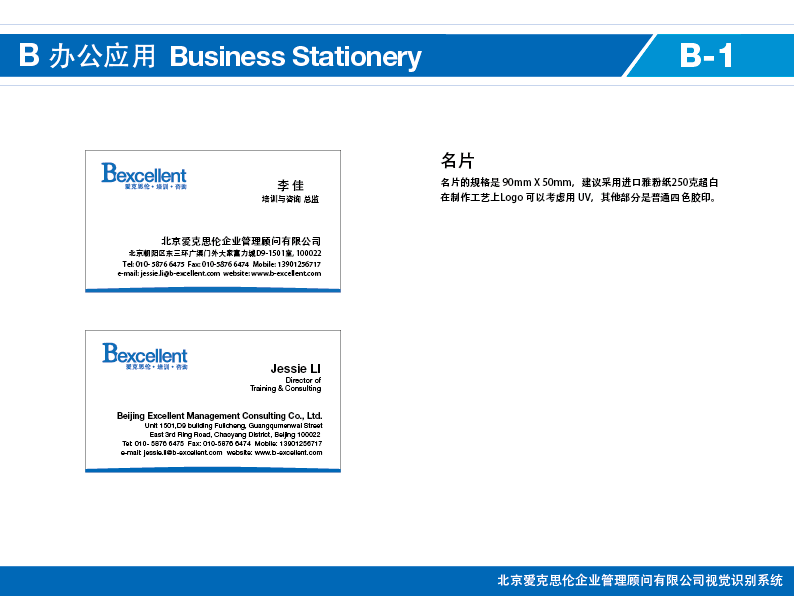 B 办公应用 Business Stationery
B-1
Bexcellent
爱克思伦·培训·咨询
李 佳
培训与咨询 总监
北京爱克思伦企业管理顾问有限公司
北京朝阳区东三环广渠门外大街富力城D9-1501室, 100022
Tel: 010- 5876 6475 Fax: 010-5876 6474 Mobile: 13901256717
e-mail: jessie.li@b-excellent.com website: www.b-excellent.com
名片
名片的规格是 90mm X 50mm，建议采用进口雅粉纸250克超白
在制作工艺上Logo 可以考虑用 UV，其他部分是普通四色胶印。
Bexcellent
爱克思伦·培训·咨询
Jessie LI
Director of
Training & Consulting
Beijing Excellent Management Consulting Co., Ltd.
Unit 1501,D9 building Fulicheng, Guangqumenwai Street
East 3rd Ring Road, Chaoyang District, Beijing 100022
Tel: 010- 5876 6475 Fax: 010-5876 6474 Mobile: 13901256717
e-mail: jessie.li@b-excellent.com website: www.b-excellent.com
北京爱克思伦企业管理顾问有限公司视觉识别系统